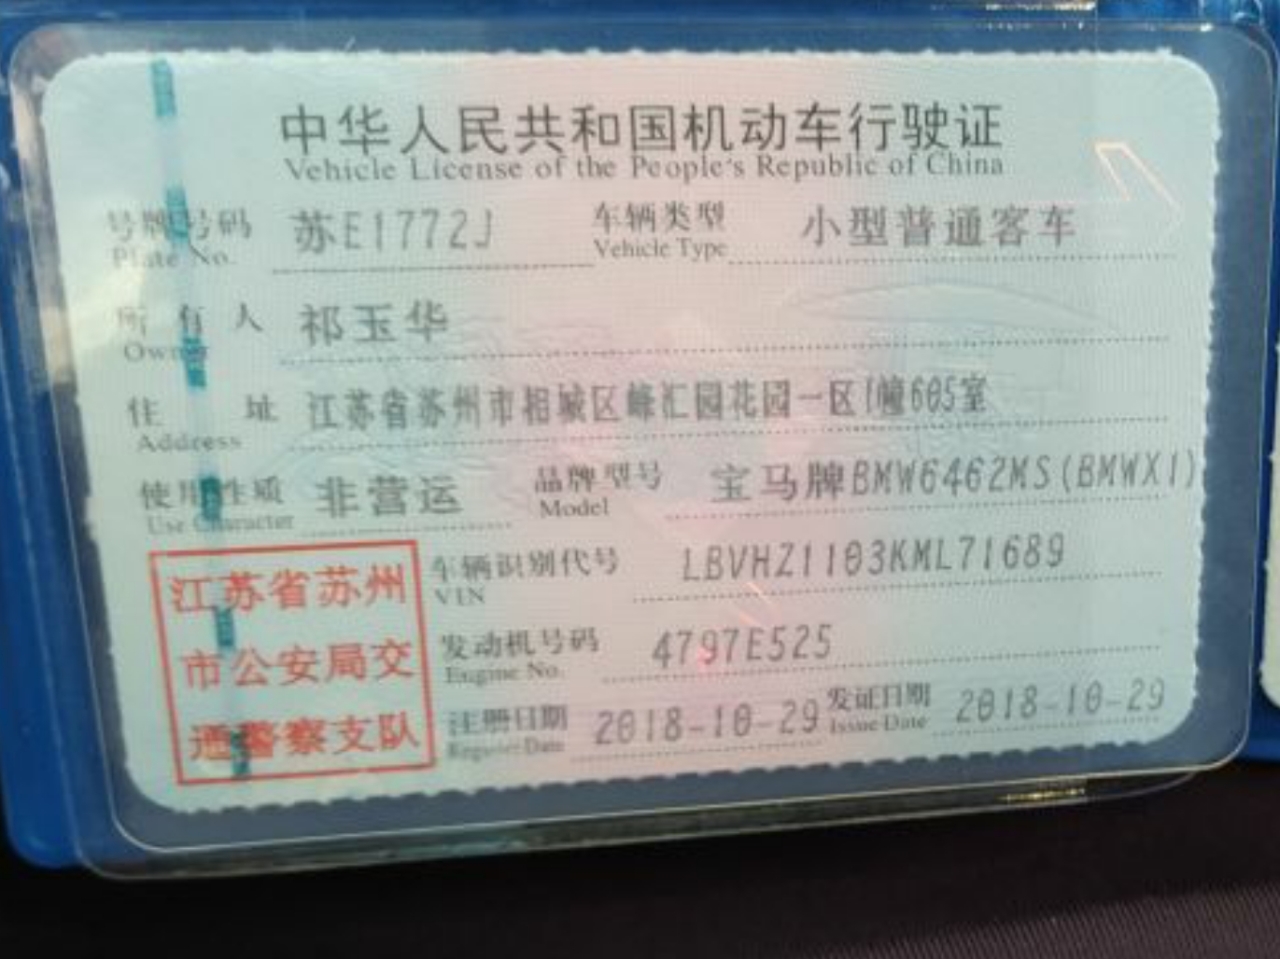 中华人民共和国机动车行驶证
Vehicle License of the People's Republic of China
号牌号码 苏E1772J 车辆类型 小型普通客车
Plate No. Vehicle Type
所有人 祁玉华
Owner
住址 江苏省苏州市相城区峰汇园花园一区1幢605室
Address
使用性质 非营运 品牌型号 宝马牌BMW6462MS(BMWX1)
Use Character Model
江苏省苏州
市公安局交
通警察支队
车辆识别代号 LBVHZ1103KML71689
VIN
发动机号码 4797E525
Engine No.
注册日期 2018-10-29 发证日期 2018-10-29
Register Date Issue Date